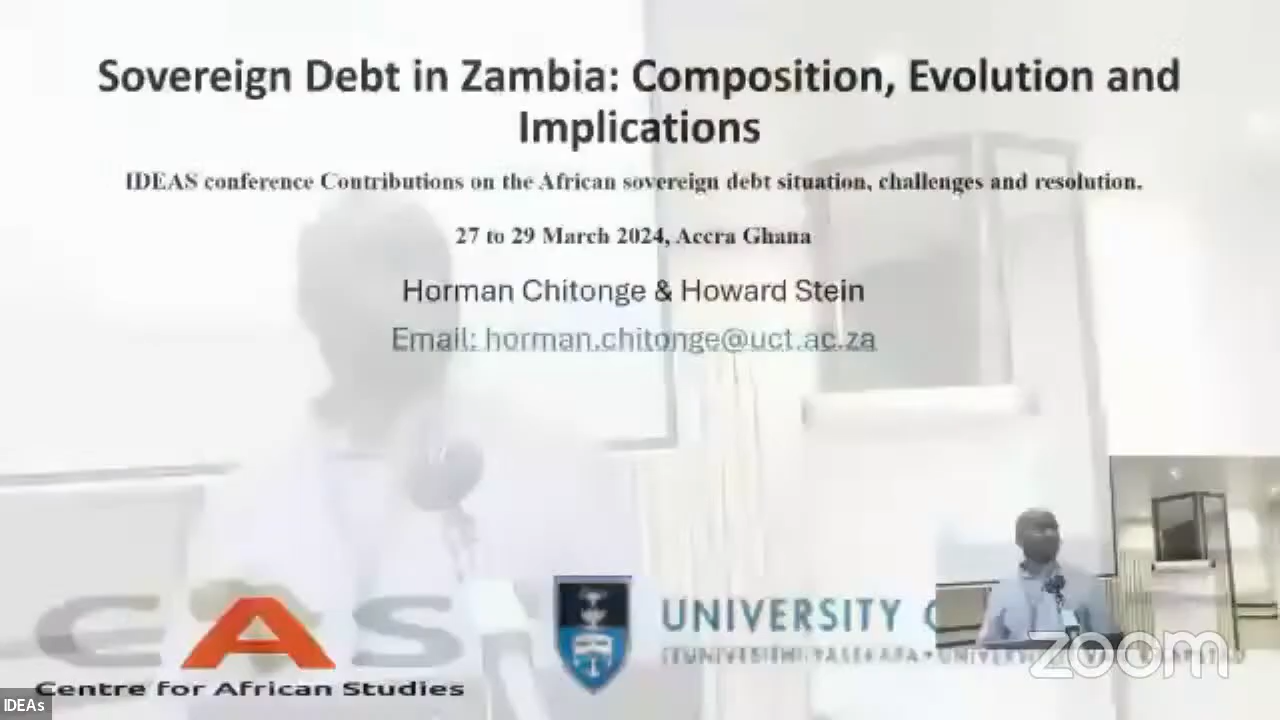 Sovereign Debt in Zambia: Composition, Evolution and
Implications
IDEAS conference Contributions on the African sovereign debt situation, challenges and resolution.
27 to 29 March 2024, Accra Ghana
Horman Chitonge & Howard Stein
Email: horman.chitonge@uct.ac.za
CAS
Centre for African Studies
UNIVERSITY
zoom
IDEAs